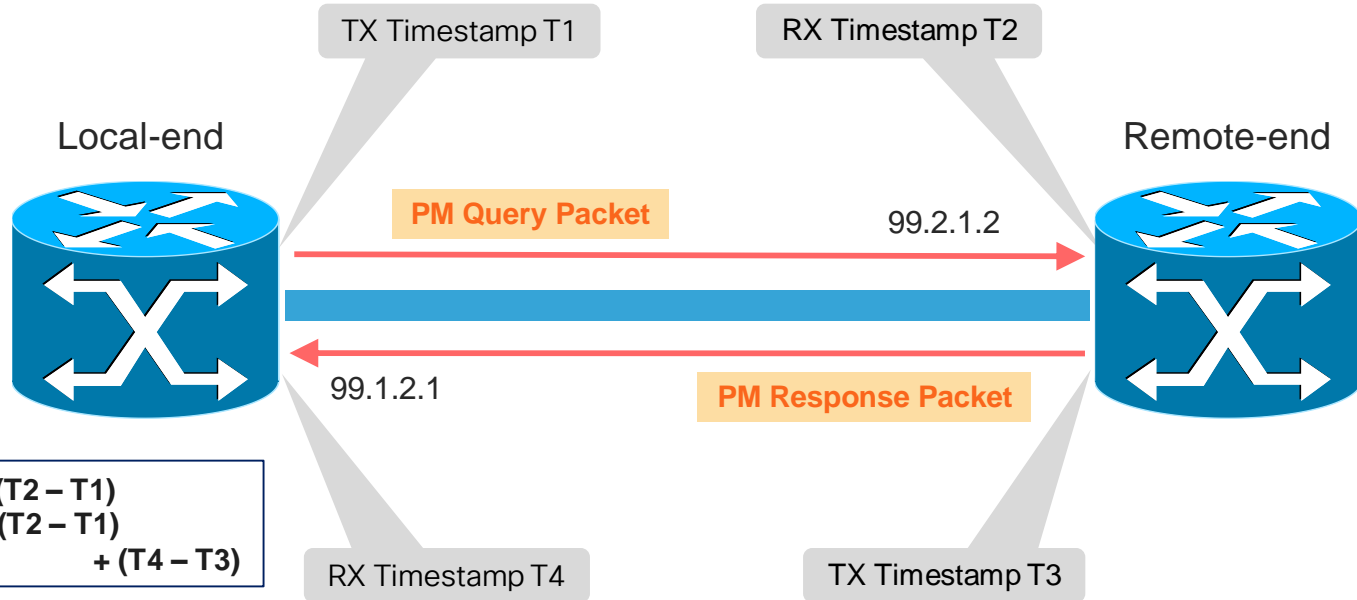 TX Timestamp T1
RX Timestamp T2
Local-end
Remote-end
PM Query Packet
99.2.1.2
99.1.2.1
PM Response Packet
(T2 – T1)
(T2 – T1)
+ (T4 – T3)
RX Timestamp T4
TX Timestamp T3